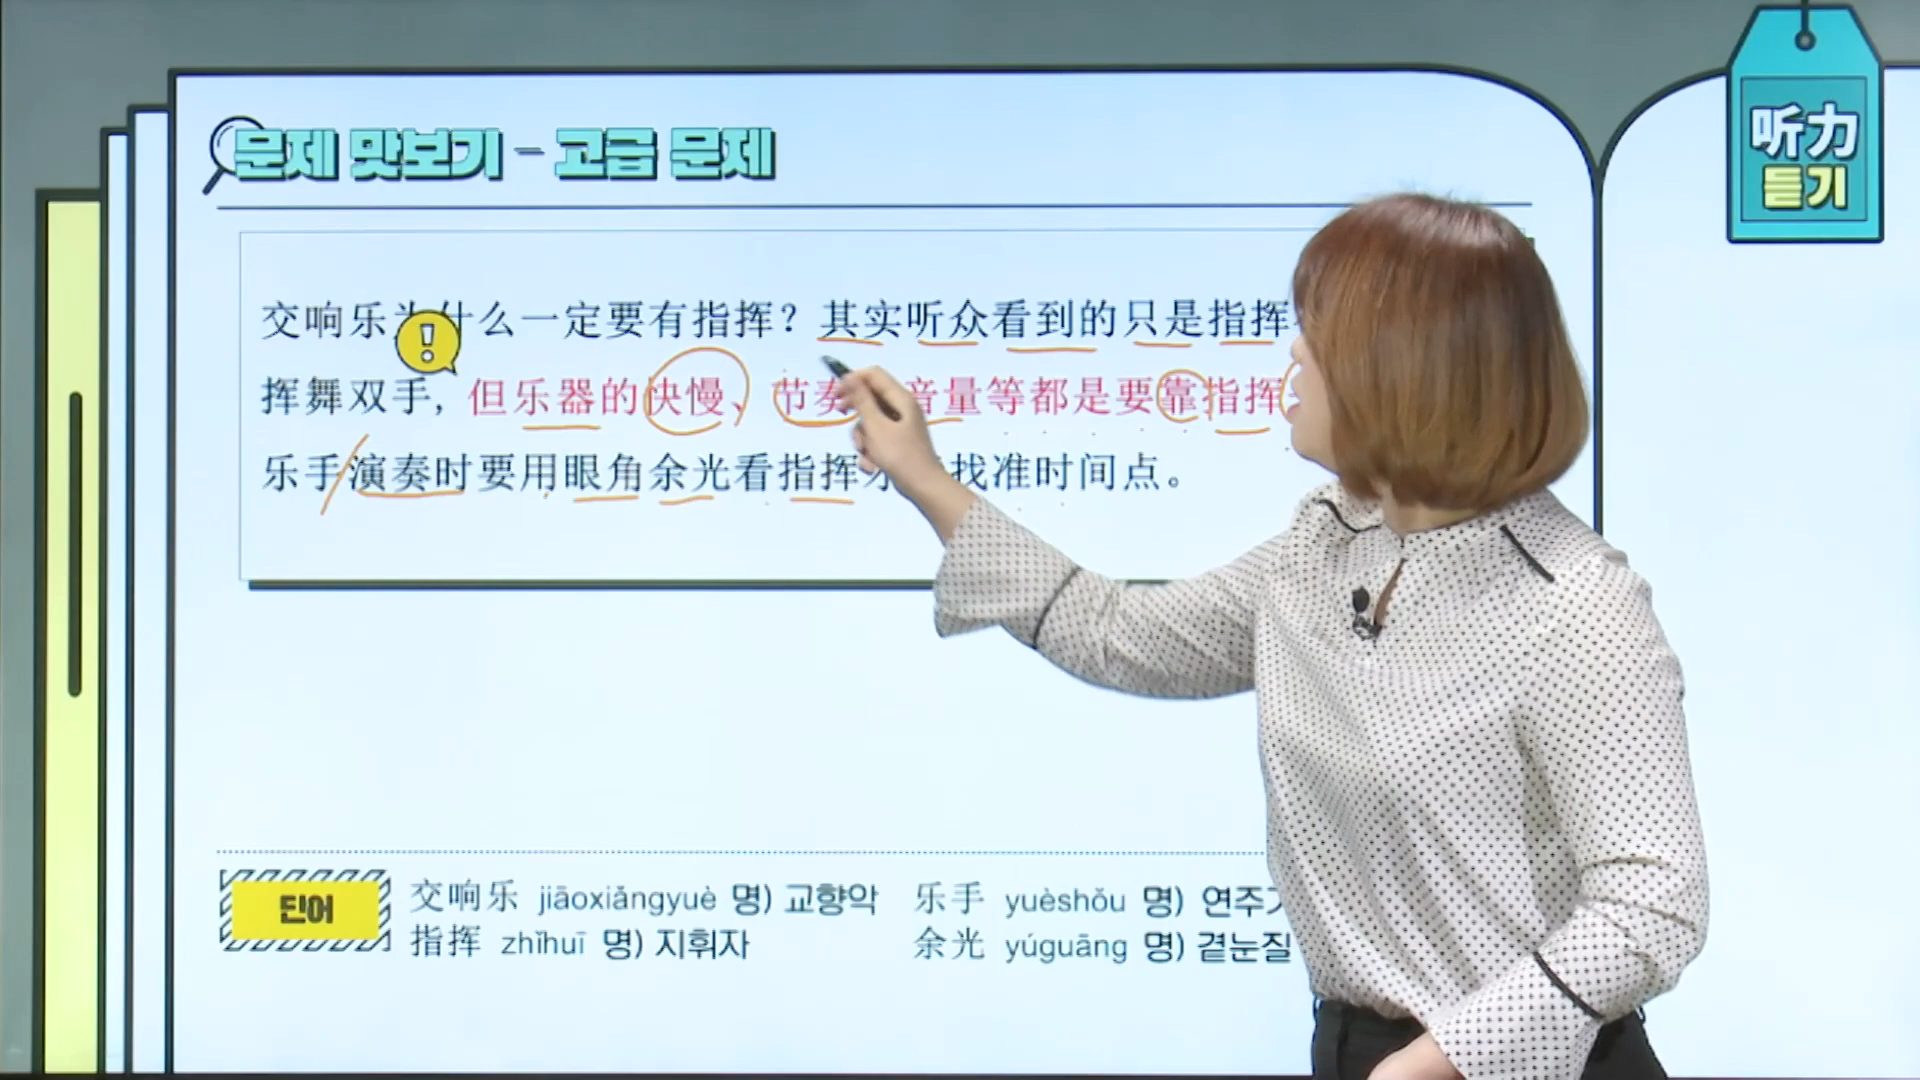 문제 맛보기 – 고급 문제
听力
듣기
交响乐为什么一定要有指挥？其实听众看到的只是指挥
挥舞双手，但乐器的快慢、节奏 音量等都是要靠指挥
乐手演奏时要用眼角余光看指挥 找准时间点。
단어
交响乐 jiāoxiǎngyuè 명) 교향악
乐手 yuèshǒu 명)
指挥 zhǐhuī 명) 지휘자
余光 yúguāng 명) 곁눈질